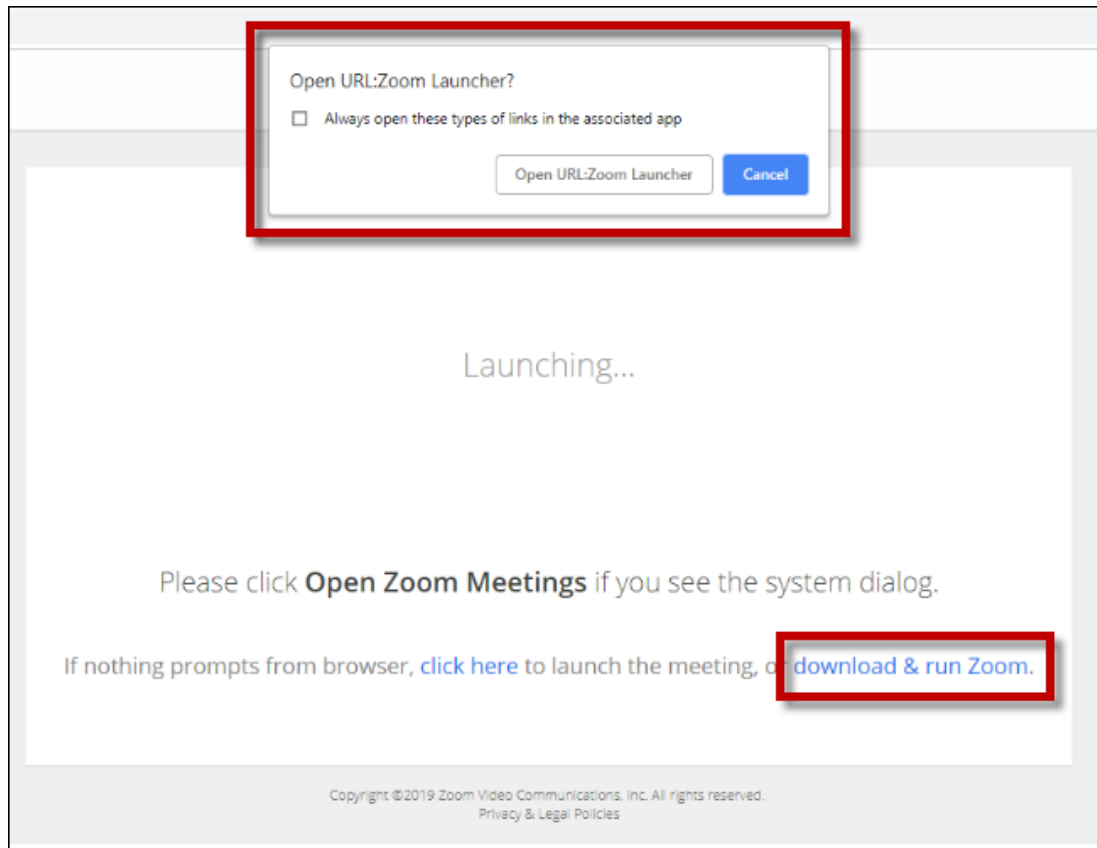 Open URL:Zoom Launcher?
Always open these types of links in the associated app
Open URL:Zoom Launcher Cancel
Launching...
Please click Open Zoom Meetings if you see the system dialog.
If nothing prompts from browser, click here to launch the meeting, or download & run Zoom.
Copyright ©2019 Zoom Video Communications, Inc. All rights reserved.
Privacy & Legal Policies